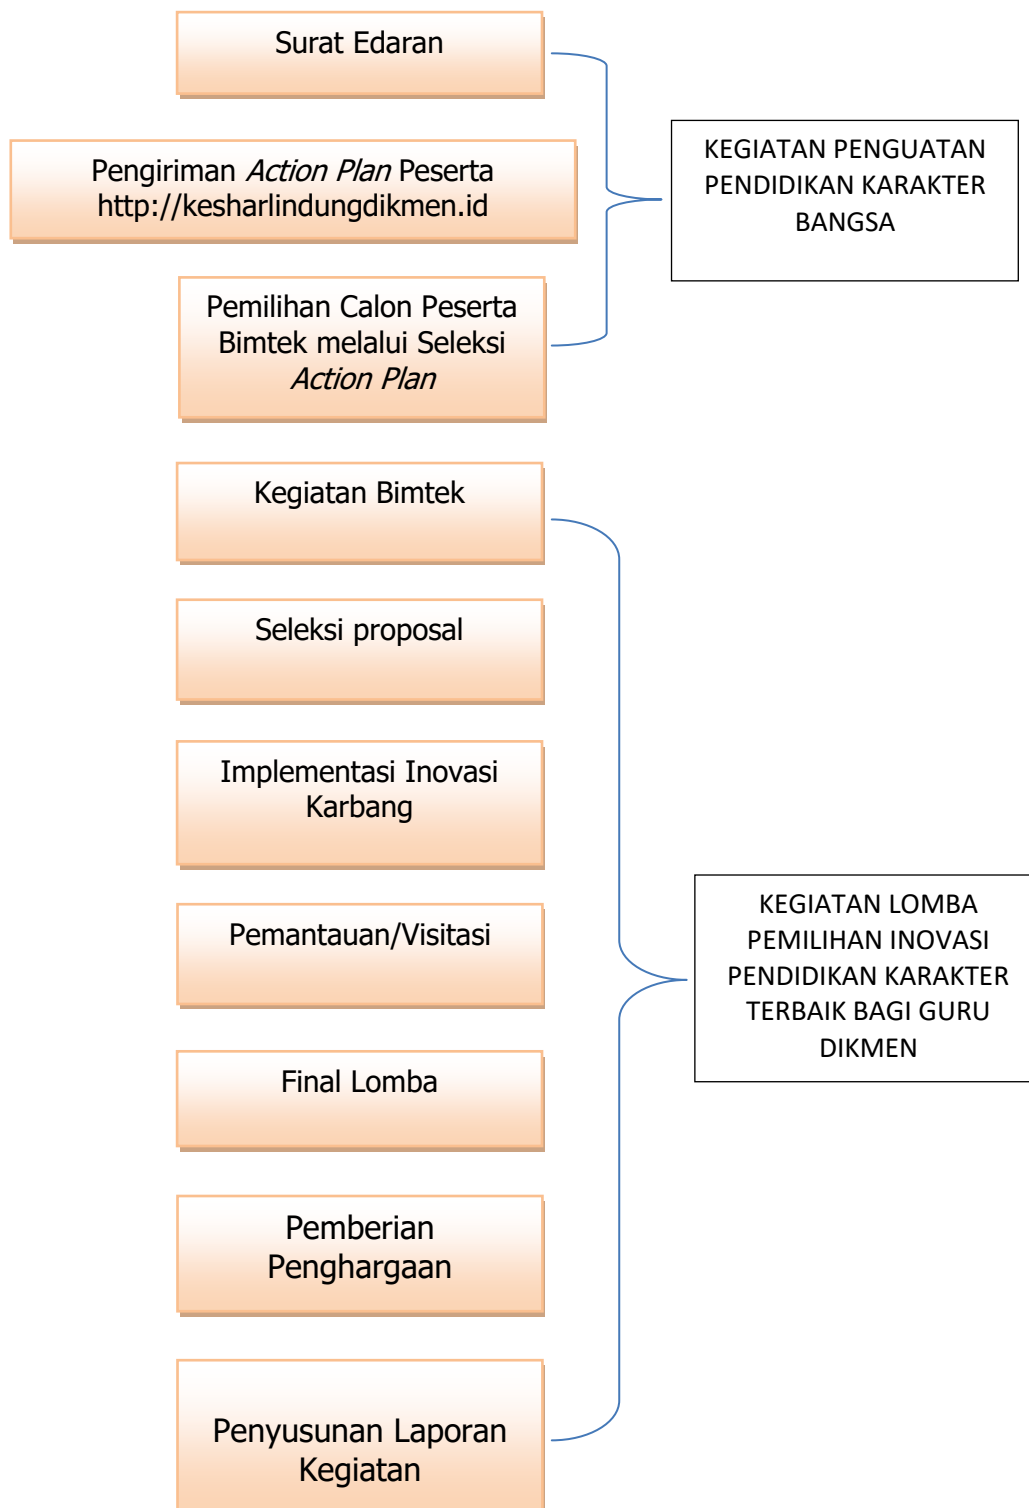 Surat Edaran
Pengiriman Action Plan Peserta
http://kesharlindungdikmen.id
KEGIATAN PENGUATAN
PENDIDIKAN KARAKTER
BANGSA
Pemilihan Calon Peserta
Bimtek melalui Seleksi
Action Plan
Kegiatan Bimtek
Seleksi proposal
Implementasi Inovasi
Karbang
Pemantauan/Visitasi
KEGIATAN LOMBA
PEMILIHAN INOVASI
PENDIDIKAN KARAKTER
TERBAIK BAGI GURU
DIKMEN
Final Lomba
Pemberian
Penghargaan
Penyusunan Laporan
Kegiatan